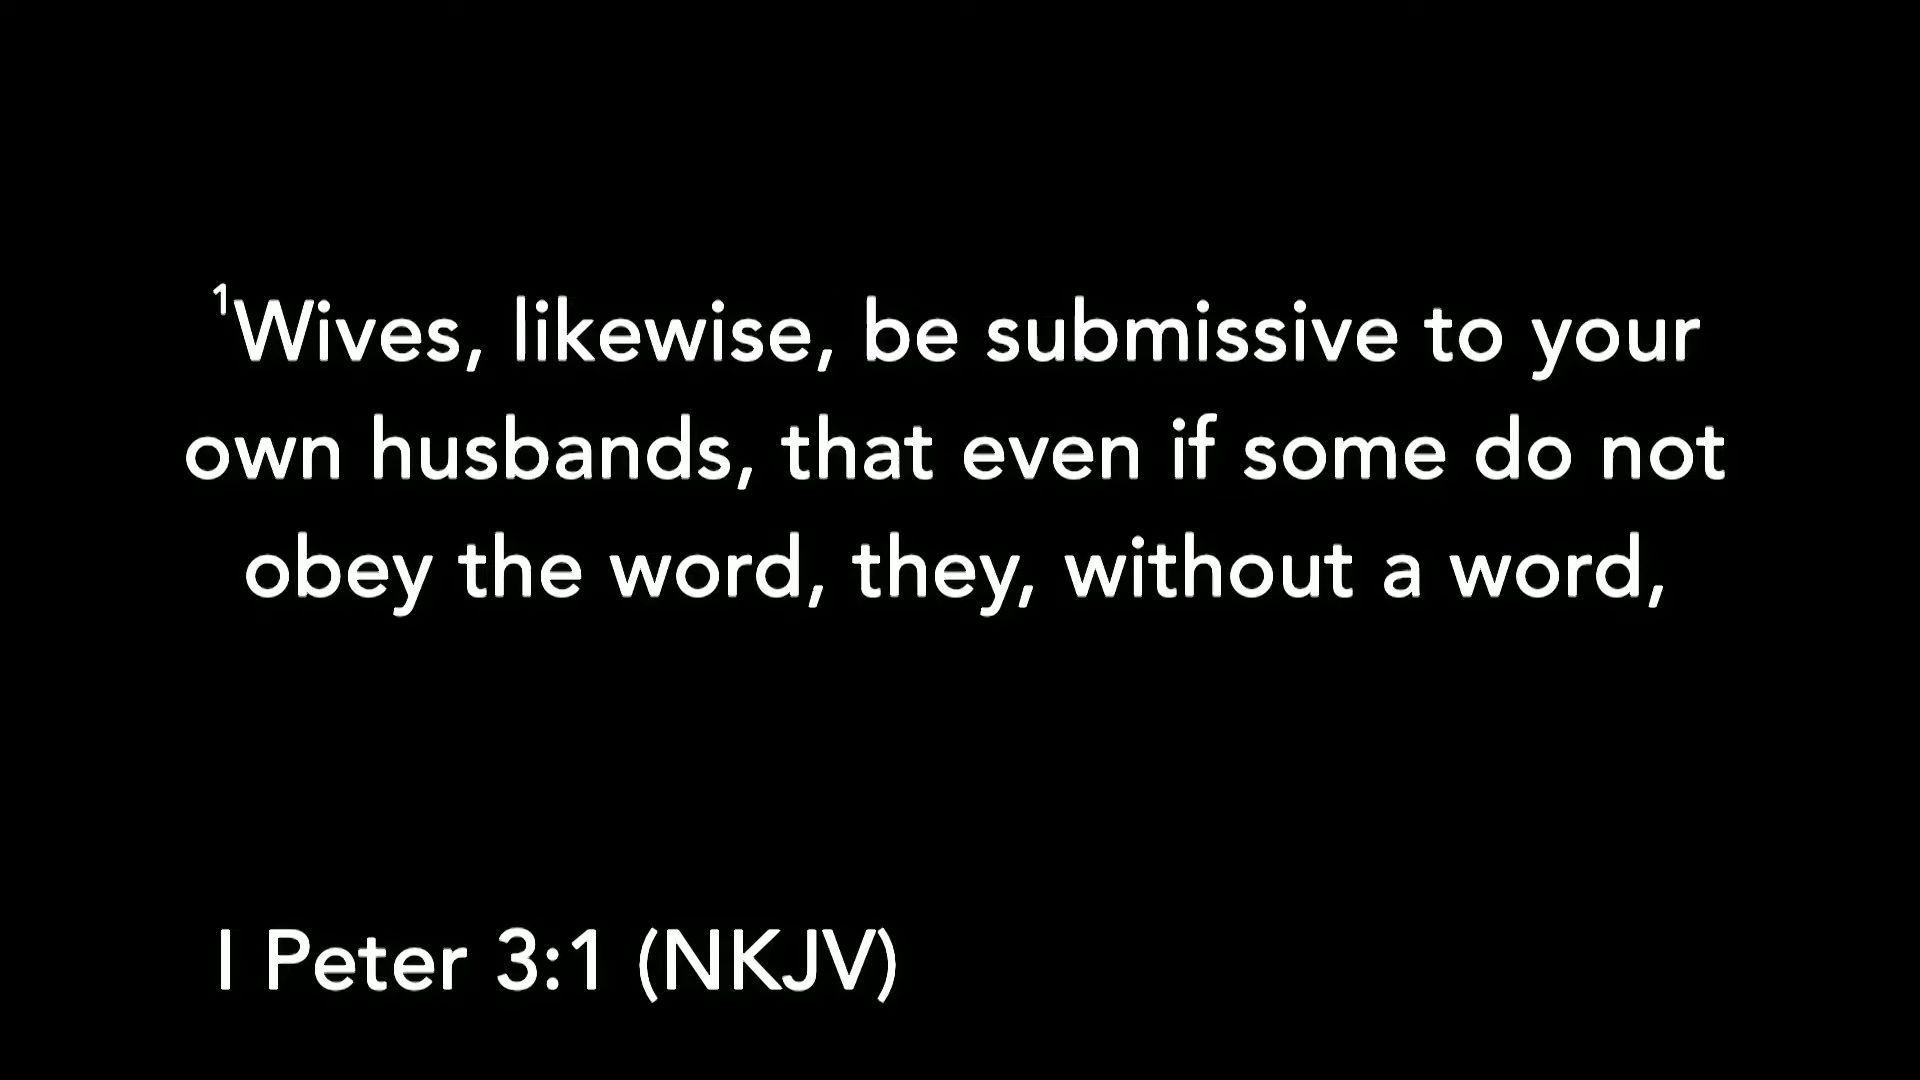 ¹Wives, likewise, be submissive to your
own husbands, that even if some do not
obey the word, they, without a word,
I Peter 3:1 (NKJV)